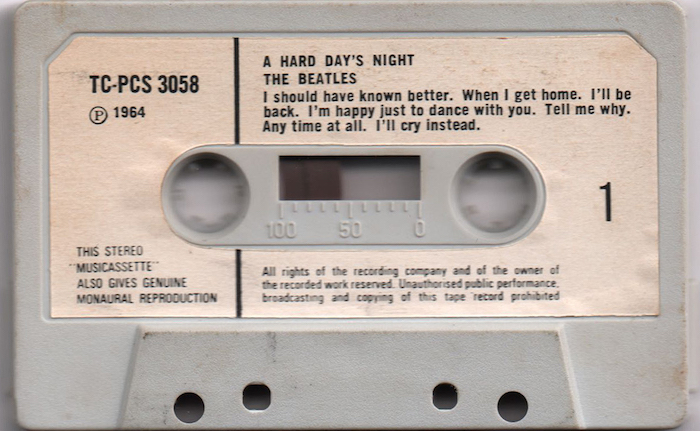 TC-PCS 3058
Ⓟ 1964
A HARD DAY'S NIGHT
THE BEATLES
I should have known better. When I get home. I'll be
back. I'm happy just to dance with you. Tell me why.
Any time at all. I'll cry instead.
100 50 0
1
THIS STEREO
"MUSICASSETTE"
ALSO GIVES GENUINE
MONAURAL REPRODUCTION
All rights of the recording company and of the owner of
the recorded work reserved. Unauthorised public performance,
broadcasting and copying of this tape record prohibited